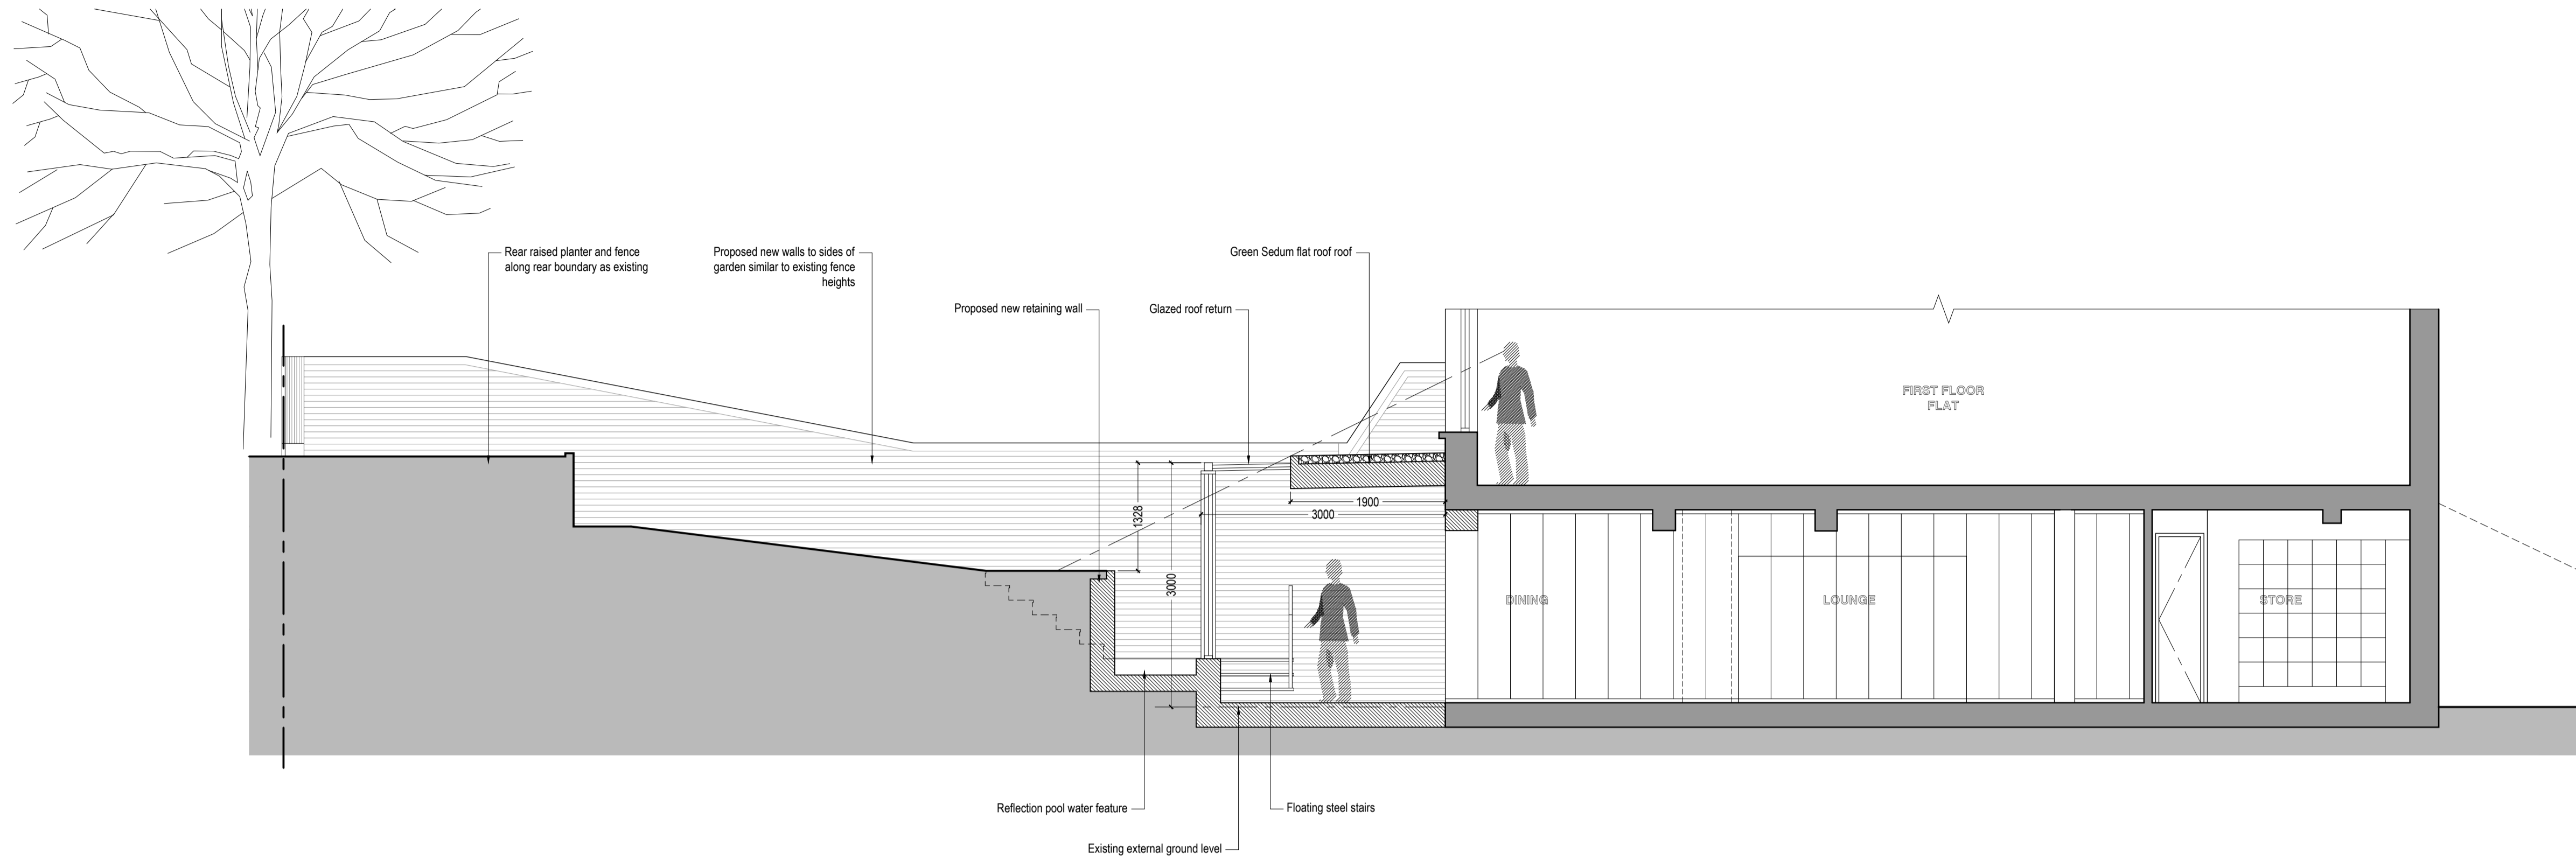 Rear raised planter and fence
along rear boundary as existing
Proposed new walls to sides of
garden similar to existing fence
heights
Green Sedum flat roof roof
Proposed new retaining wall
Glazed roof return
FIRST FLOOR
FLAT
1328
3000
1900
3000
DINING
LOUNGE
STORE
Reflection pool water feature
Floating steel stairs
Existing external ground level